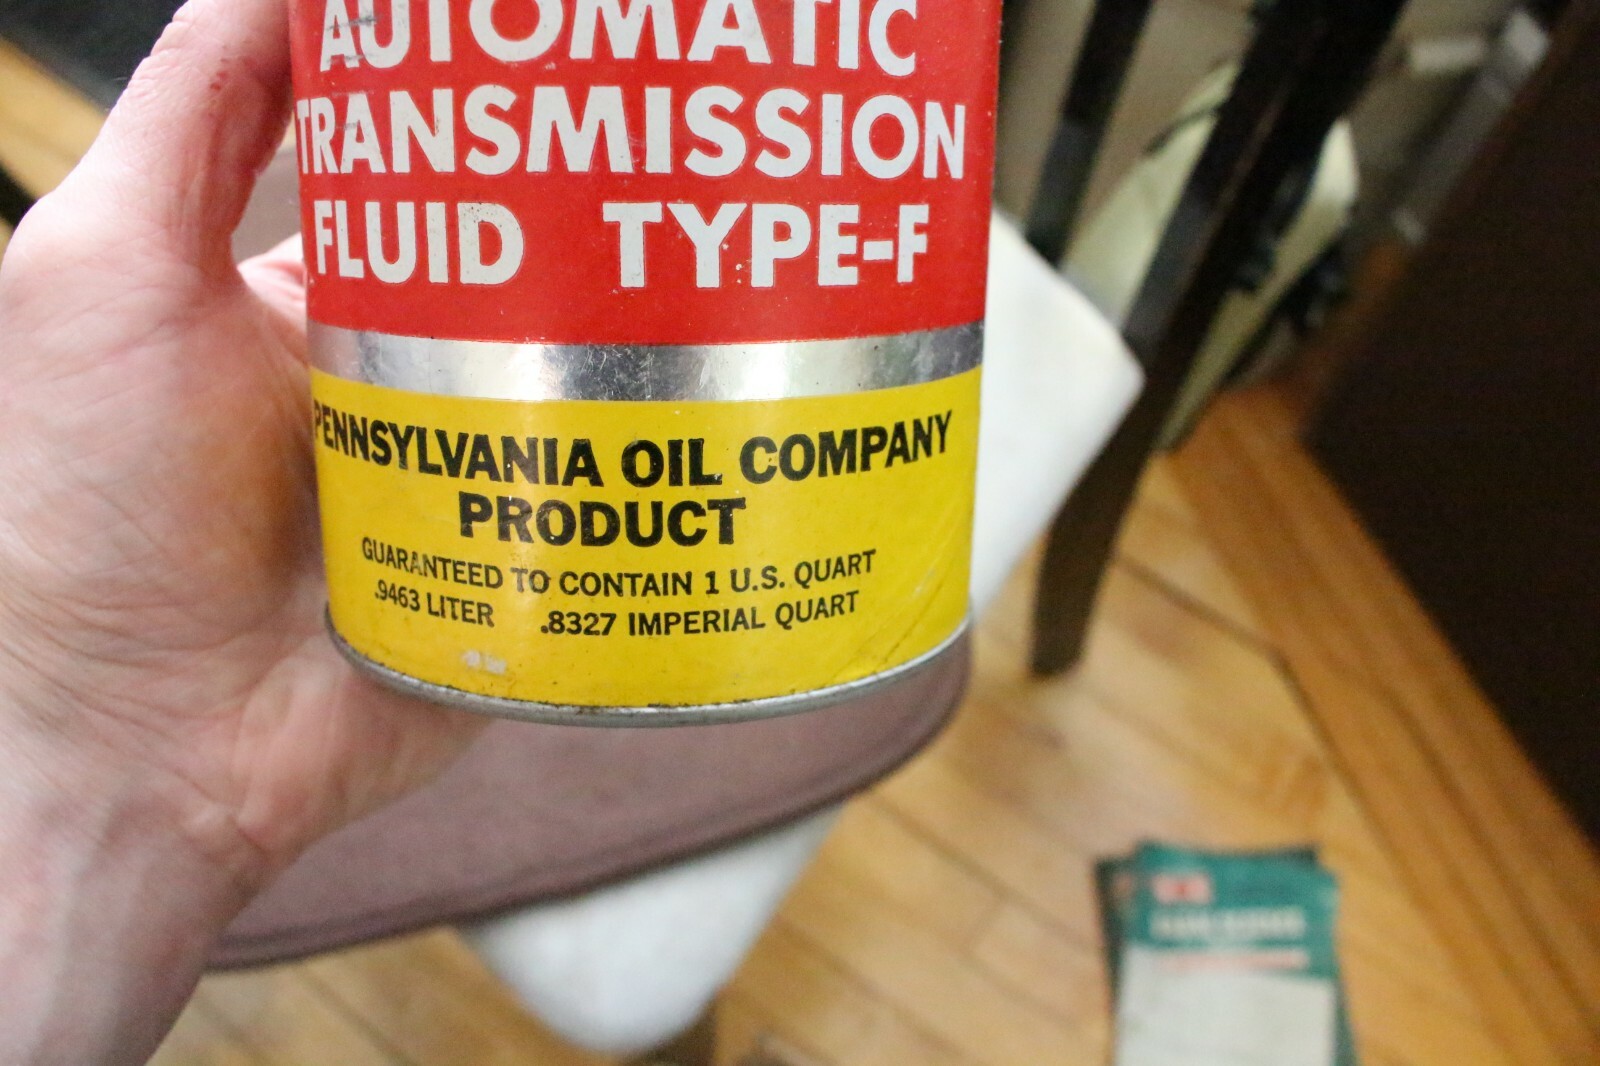 AUTOMATIC
TRANSMISSION
FLUID TYPE-F
PENNSYLVANIA OIL COMPANY
PRODUCT
GUARANTEED TO CONTAIN 1 U.S. QUART
.9463 LITER .8327 IMPERIAL QUART